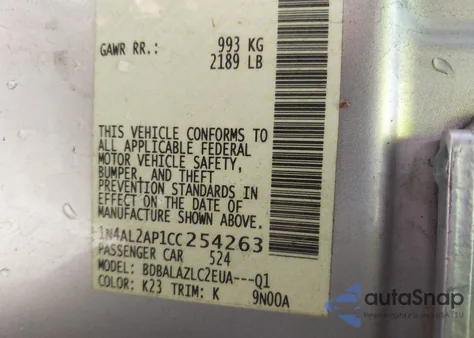 GAWR RR.: 993 KG
2189 LB
THIS VEHICLE CONFORMS TO
ALL APPLICABLE FEDERAL
MOTOR VEHICLE SAFETY,
BUMPER, AND THEFT
PREVENTION STANDARDS IN
EFFECT ON THE DATE OF
MANUFACTURE SHOWN ABOVE.
1N4AL2AP1CC254263
PASSENGER CAR 524
MODEL: BDBALAZLC2EUA---Q1
COLOR: K23 TRIM: K 9N00A
autoSnap